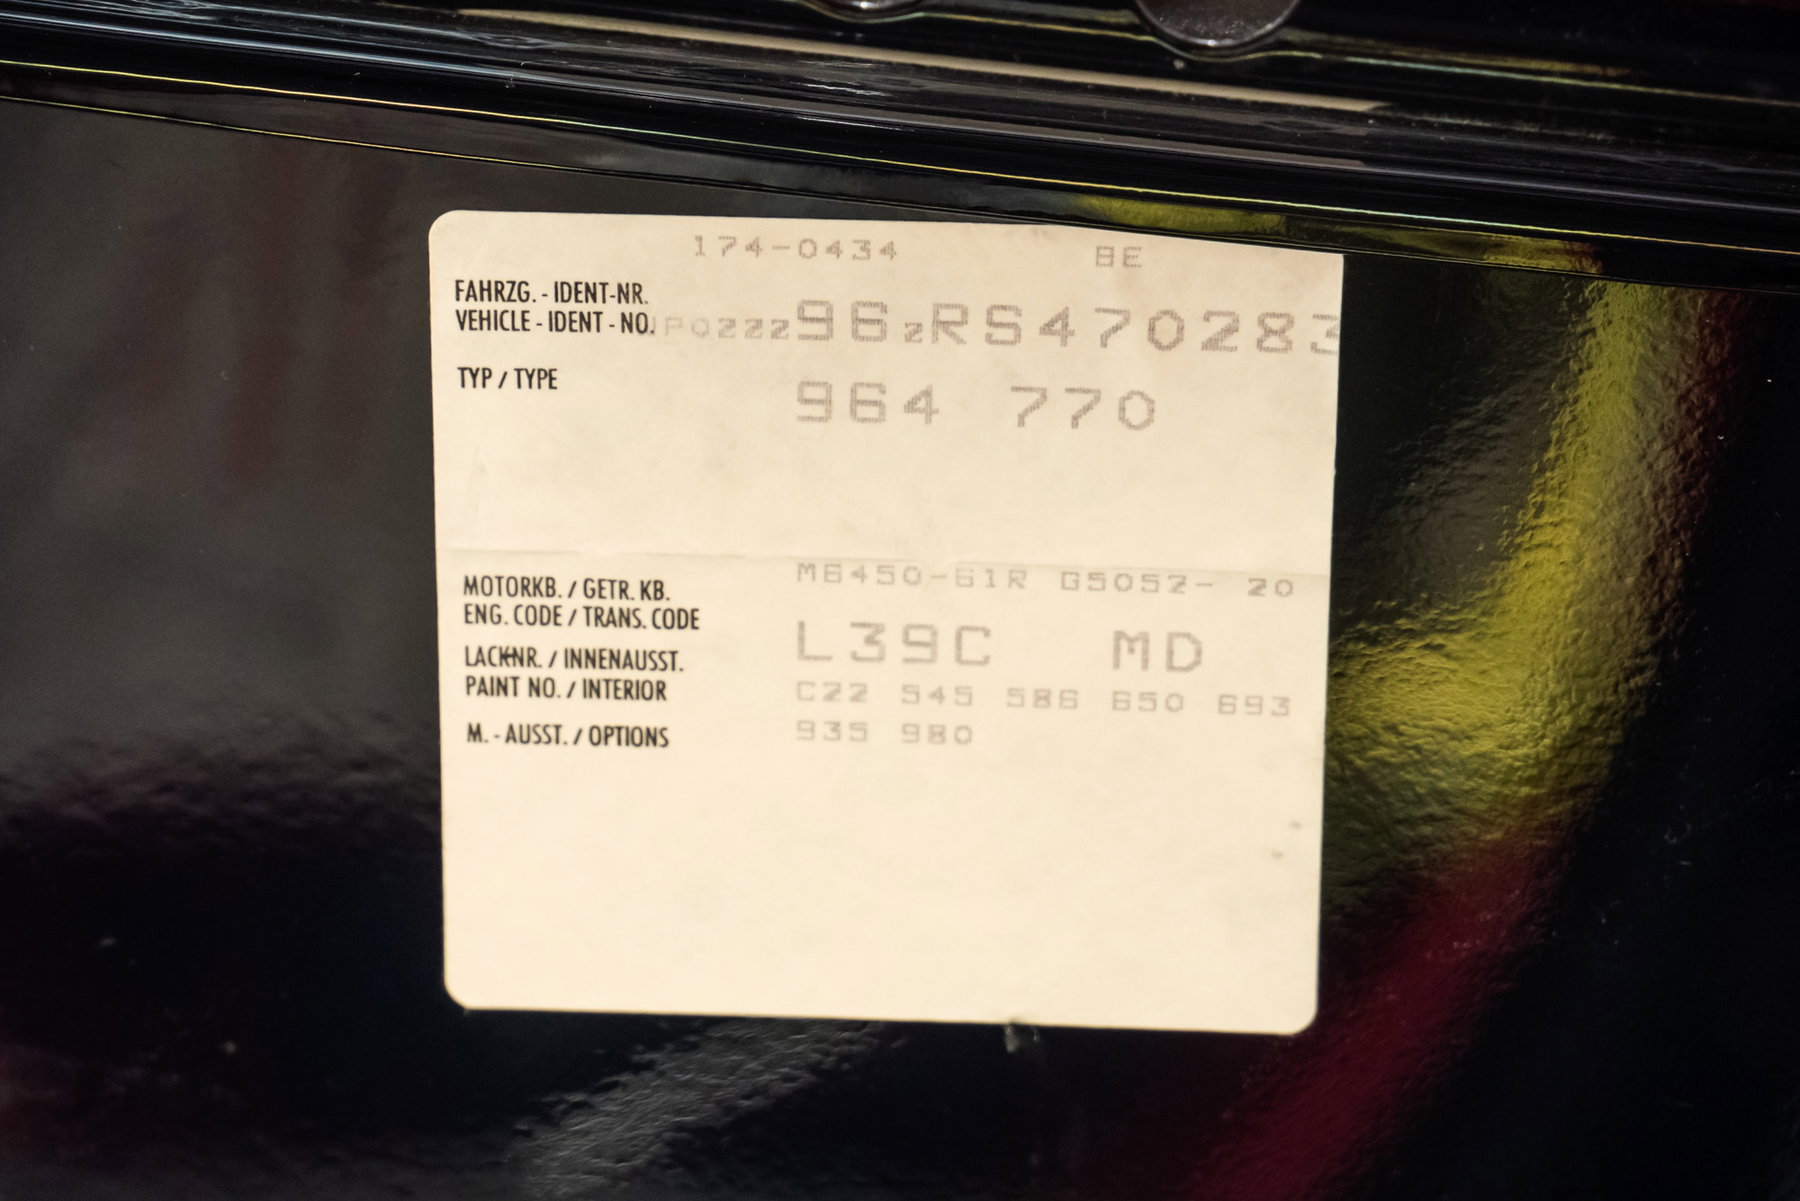 174-0434 BE
FAHRZG. - IDENT-NR.
VEHICLE - IDENT - NO. WP0ZZZ96ZRS470283
TYP / TYPE 964 770
MOTORKB. / GETR. KB. M6450-61R G5052- 20
ENG. CODE / TRANS. CODE
LACKNR. / INNENAUSST. L39C MD
PAINT NO. / INTERIOR C22 545 586 650 693
M. - AUSST. / OPTIONS 935 980